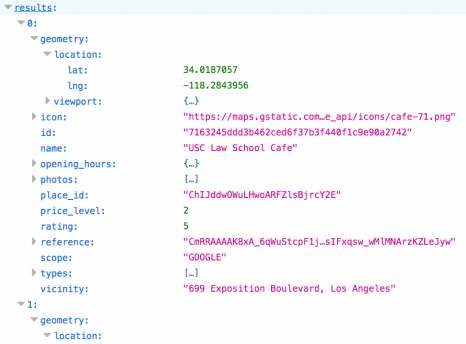 results:
0:
geometry:
location:
lat: 34.0187057
lng: -118.2843956
viewport: {…}
icon: "https://maps.gstatic.com…e_api/icons/cafe-71.png"
id: "7163245ddd3b462ced6f37b3f440f1c9e90a2742"
name: "USC Law School Cafe"
opening_hours: {…}
photos: […]
place_id: "ChIJddwOWuLHwoARFZlsBjrcY2E"
price_level: 2
rating: 5
reference: "CmRRAAAAK8xA_6qWuStcpF1j…sIFxqsw_wMlMNArzKZLeJyw"
scope: "GOOGLE"
types: […]
vicinity: "699 Exposition Boulevard, Los Angeles"
1:
geometry:
location: